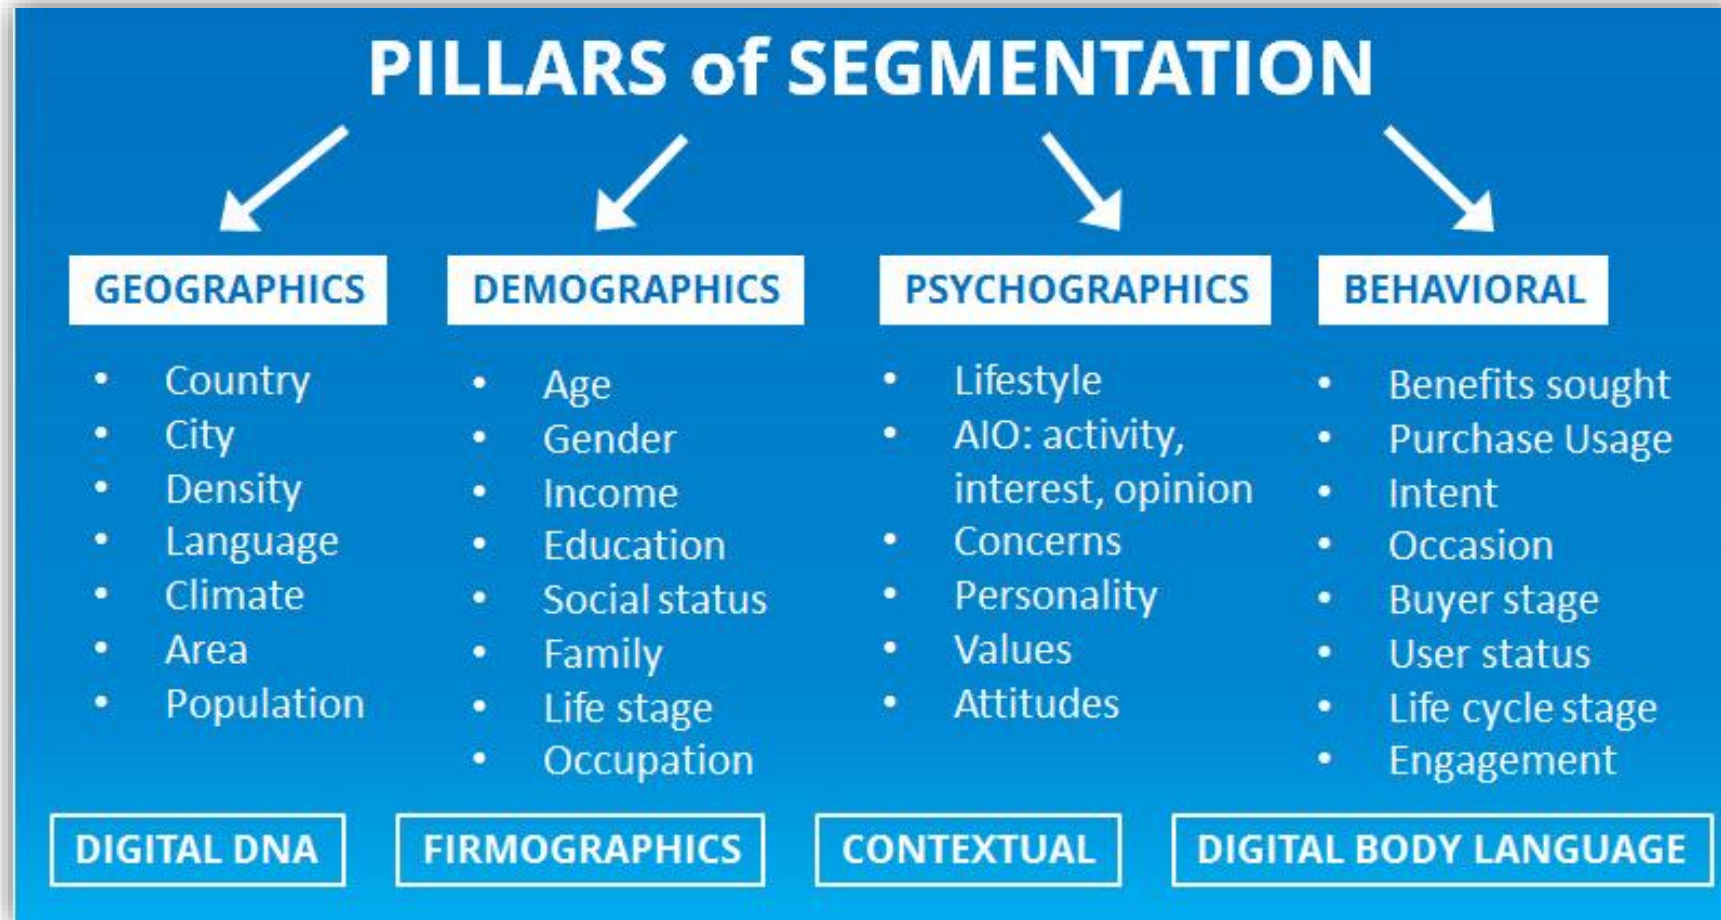 PILLARS of SEGMENTATION
GEOGRAPHICS
• Country
• City
• Density
• Language
• Climate
• Area
• Population
DEMOGRAPHICS
• Age
• Gender
• Income
• Education
• Social status
• Family
• Life stage
• Occupation
PSYCHOGRAPHICS
• Lifestyle
• AIO: activity,
interest, opinion
• Concerns
• Personality
• Values
• Attitudes
BEHAVIORAL
• Benefits sought
• Purchase Usage
• Intent
• Occasion
• Buyer stage
• User status
• Life cycle stage
• Engagement
DIGITAL DNA
FIRMOGRAPHICS
CONTEXTUAL
DIGITAL BODY LANGUAGE